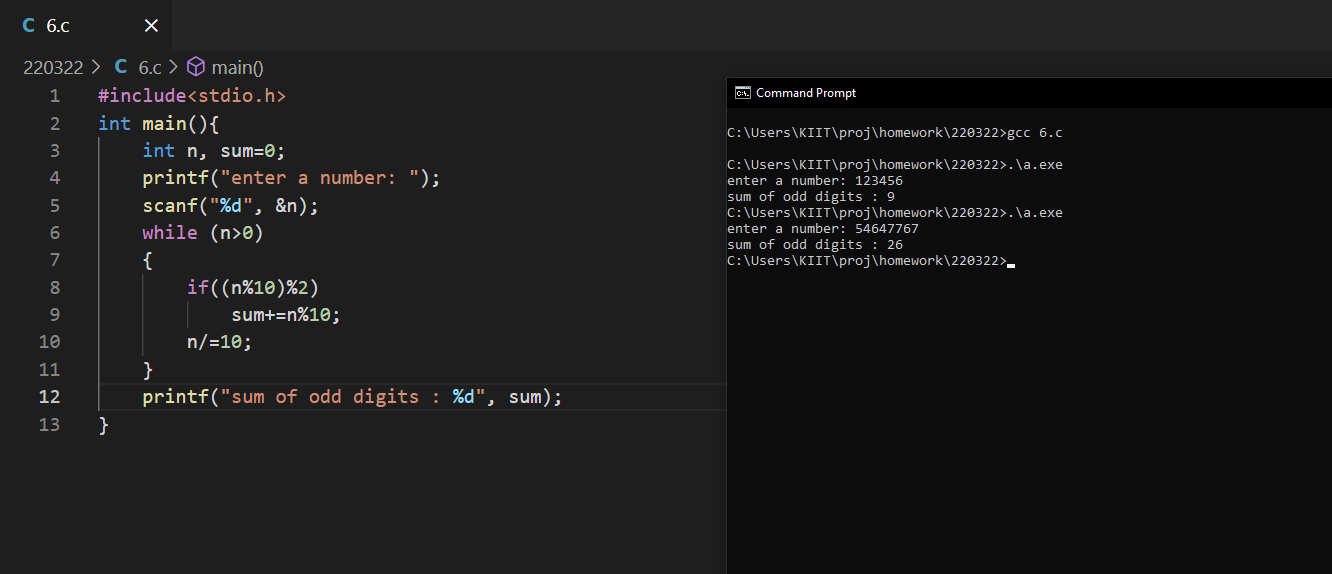 C 6.c ×
220322 > C 6.c > main()
1 #include<stdio.h>
2 int main(){
3     int n, sum=0;
4     printf("enter a number: ");
5     scanf("%d", &n);
6     while (n>0)
7     {
8         if((n%10)%2)
9             sum+=n%10;
10         n/=10;
11     }
12     printf("sum of odd digits : %d", sum);
13 }
C:\. Command Prompt
C:\Users\KIIT\proj\homework\220322>gcc 6.c
C:\Users\KIIT\proj\homework\220322>.\a.exe
enter a number: 123456
sum of odd digits : 9
C:\Users\KIIT\proj\homework\220322>.\a.exe
enter a number: 54647767
sum of odd digits : 26
C:\Users\KIIT\proj\homework\220322>